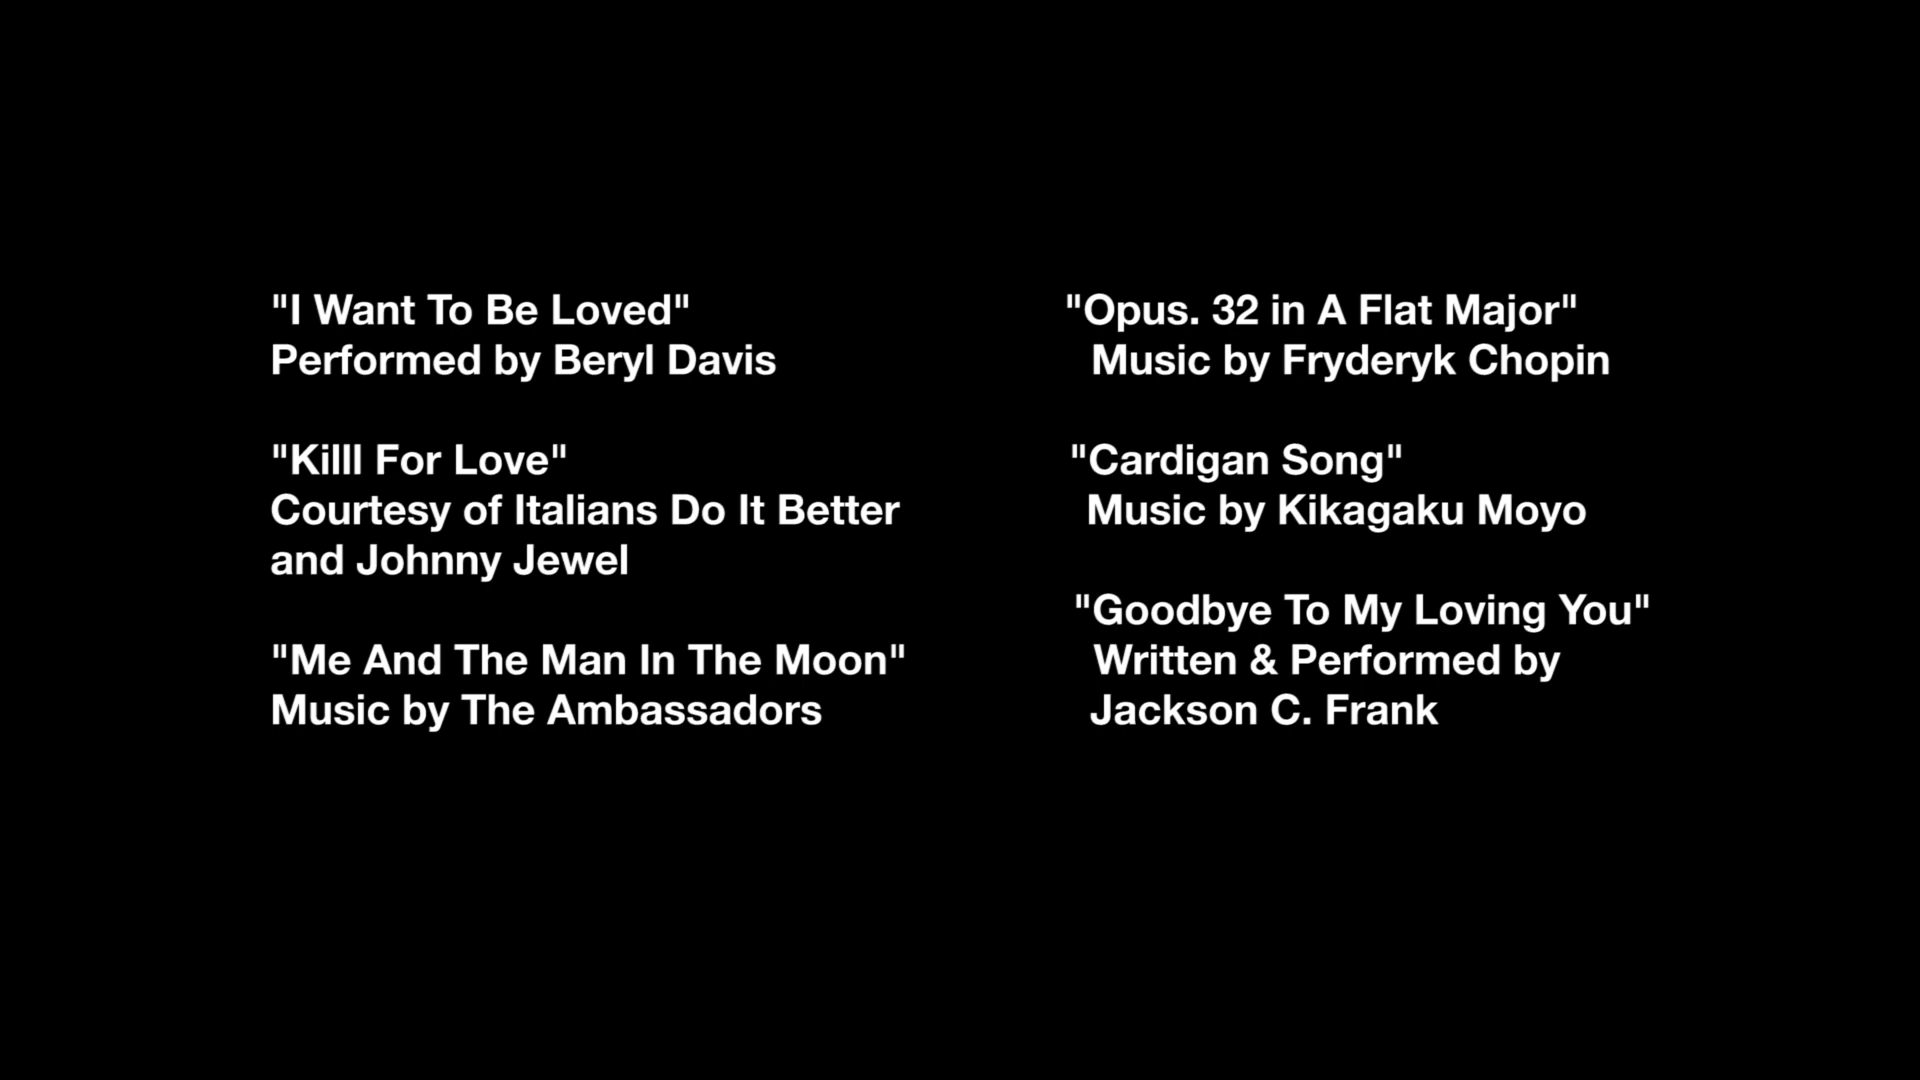 "I Want To Be Loved"
Performed by Beryl Davis
"Killl For Love"
Courtesy of Italians Do It Better
and Johnny Jewel
"Me And The Man In The Moon"
Music by The Ambassadors
"Opus. 32 in A Flat Major"
Music by Fryderyk Chopin
"Cardigan Song"
Music by Kikagaku Moyo
"Goodbye To My Loving You"
Written & Performed by
Jackson C. Frank